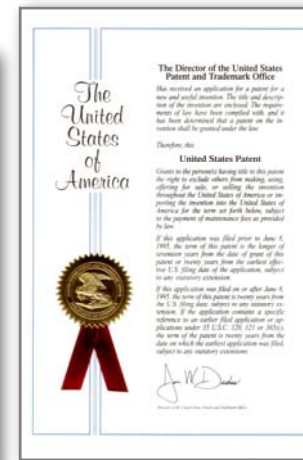 The
United
States
of
America
The Director of the United States
Patent and Trademark Office
Has received an application for a patent for a
new and useful invention. The title and descrip-
tion of the invention are enclosed. The require-
ments of law have been complied with, and it
has been determined that a patent on the in-
vention shall be granted under the law.
Therefore, this
United States Patent
Grants to the person(s) having title to this patent
the right to exclude others from making, using,
offering for sale, or selling the invention
throughout the United States of America or im-
porting the invention into the United States of
America for the term set forth below, subject
to the payment of maintenance fees as provided
by law.
If this application was filed prior to June 8,
1995, the term of this patent is the longer of
seventeen years from the date of grant of this
patent or twenty years from the earliest effec-
tive U.S. filing date of the application, subject
to any statutory extension.
If this application was filed on or after June 8,
1995, the term of this patent is twenty years from
the U.S. filing date, subject to any statutory ex-
tension. If the application contains a specific
reference to an earlier filed application or ap-
plications under 35 U.S.C. 120, 121 or 365(c),
the term of the patent is twenty years from the
date on which the earliest application was filed,
subject to any statutory extensions.
Director of the United States Patent and Trademark Office